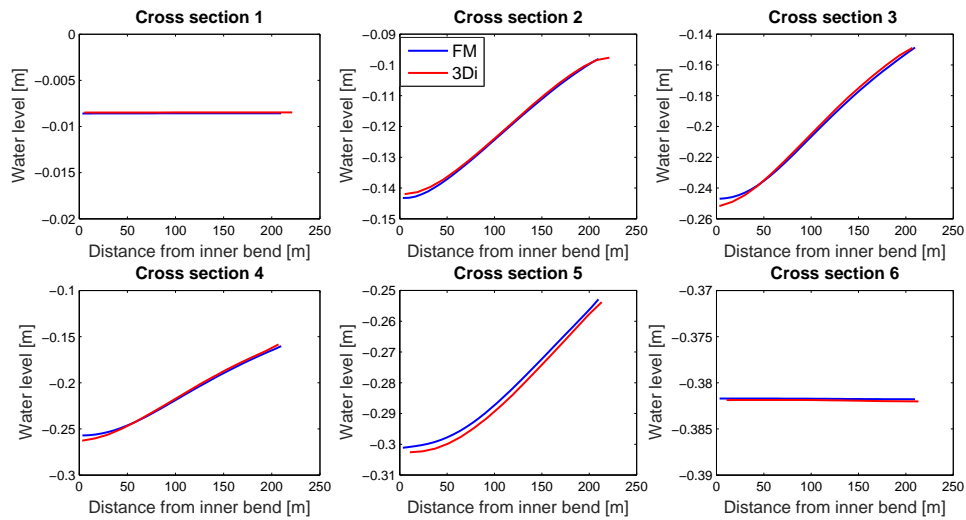 Cross section 1
0
−0.005
−0.01
−0.015
−0.02
Water level [m]
0 50 100 150 200 250
Distance from inner bend [m]
Cross section 2
FM
3Di
−0.09
−0.1
−0.11
−0.12
−0.13
−0.14
−0.15
Water level [m]
0 50 100 150 200 250
Distance from inner bend [m]
Cross section 3
−0.14
−0.16
−0.18
−0.2
−0.22
−0.24
−0.26
Water level [m]
0 50 100 150 200 250
Distance from inner bend [m]
Cross section 4
−0.1
−0.15
−0.2
−0.25
−0.3
Water level [m]
0 50 100 150 200 250
Distance from inner bend [m]
Cross section 5
−0.25
−0.26
−0.27
−0.28
−0.29
−0.3
−0.31
Water level [m]
0 50 100 150 200 250
Distance from inner bend [m]
Cross section 6
−0.37
−0.375
−0.38
−0.385
−0.39
Water level [m]
0 50 100 150 200 250
Distance from inner bend [m]